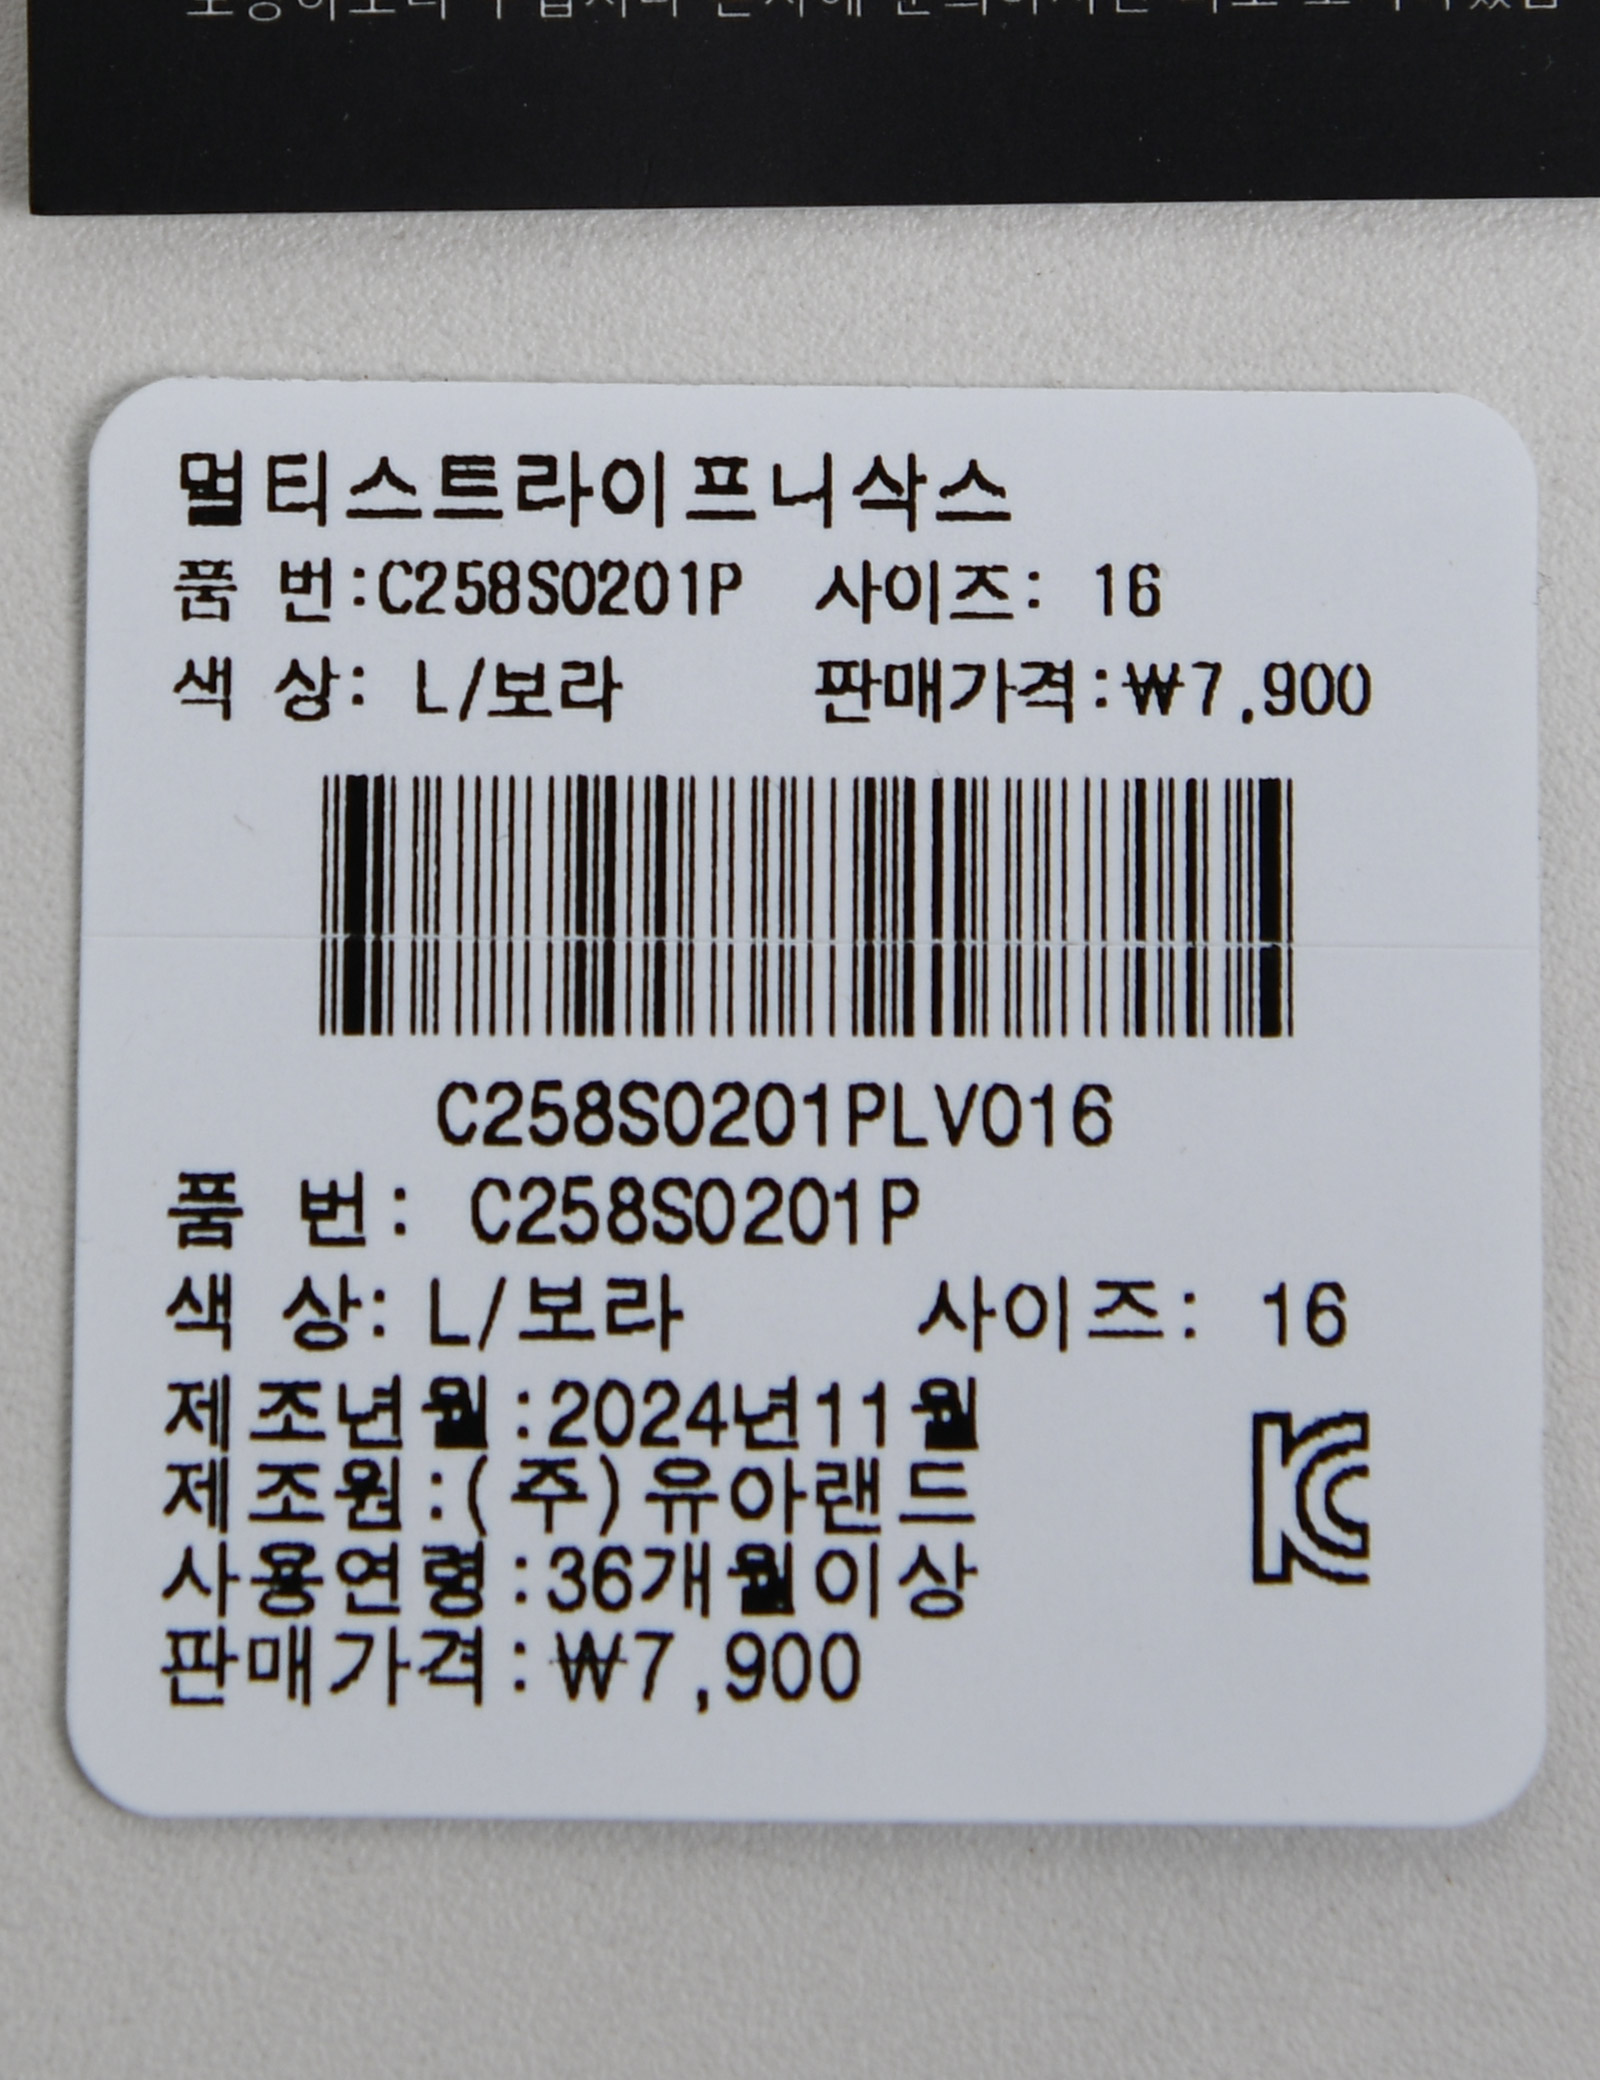 멀티스트라이프니삭스
품 번:C258S0201P 사이즈: 16
색 상: L/보라 판매가격:₩7,900
C258S0201PLV016
품 번: C258S0201P
색 상: L/보라 사이즈: 16
제조년월:2024년11월
제조원:(주)유아랜드
사용연령:36개월이상
판매가격:₩7,900